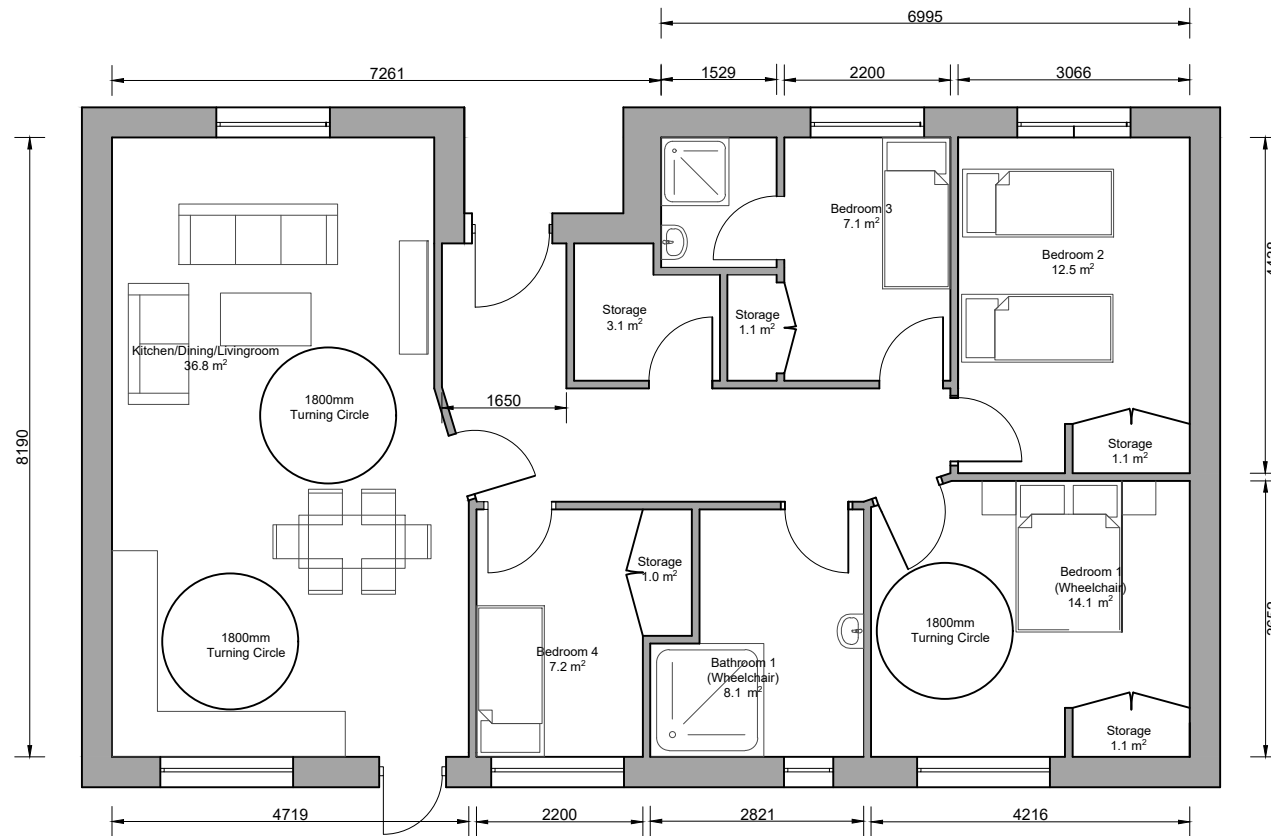 6995
7261
1529
2200
3066
Bedroom 3
7.1 m²
Bedroom 2
12.5 m²
4438
Storage
3.1 m²
Storage
1.1 m²
Kitchen/Dining/Livingroom
36.8 m²
1800mm
Turning Circle
1650
8190
Storage
1.1 m²
Storage
1.0 m²
Bedroom 1
(Wheelchair)
14.1 m²
1800mm
Turning Circle
1800mm
Turning Circle
Bedroom 4
7.2 m²
Bathroom 1
(Wheelchair)
8.1 m²
Storage
1.1 m²
4719
2200
2821
4216